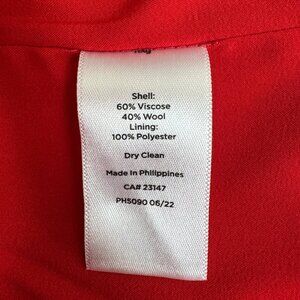 Shell:
60% Viscose
40% Wool
Lining:
100% Polyester
Dry Clean
Made In Philippines
CA# 23147
PH5090 06/22